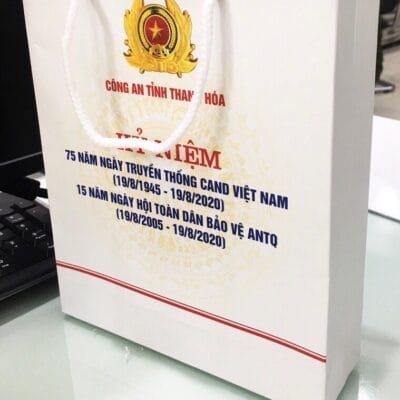 CÔNG AN TỈNH THANH HÓA
KỶ NIỆM
75 NĂM NGÀY TRUYỀN THỐNG CAND VIỆT NAM
(19/8/1945 - 19/8/2020)
15 NĂM NGÀY HỘI TOÀN DÂN BẢO VỆ ANTQ
(19/8/2005 - 19/8/2020)